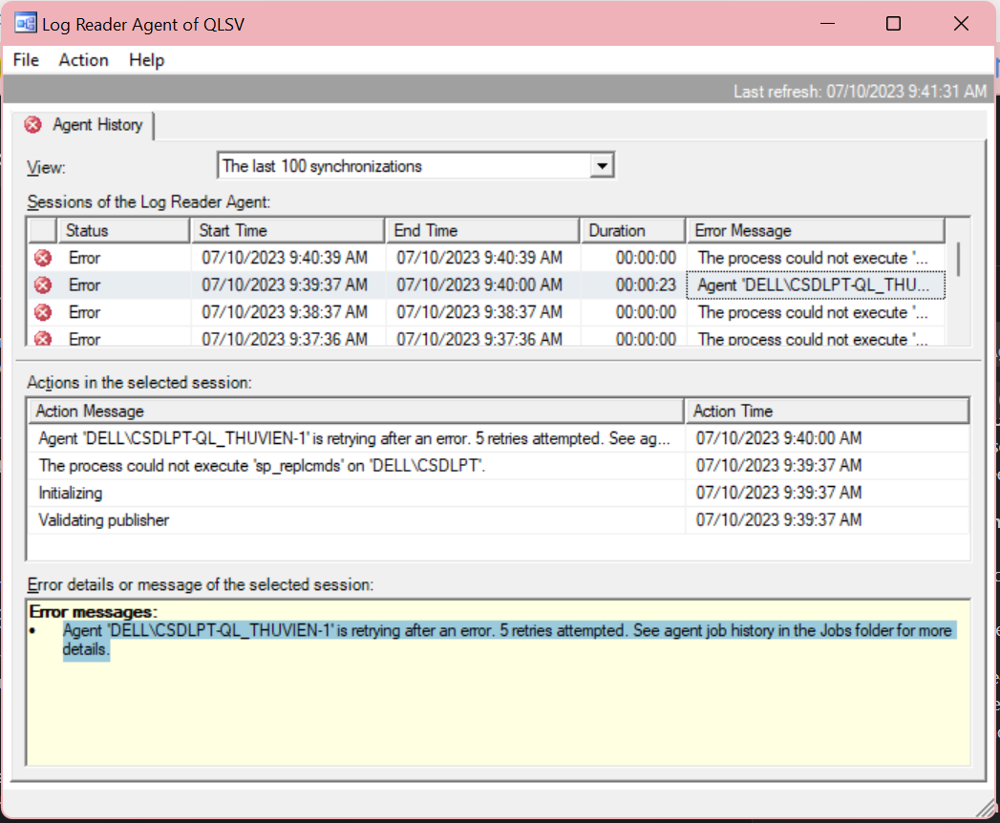 Log Reader Agent of QLSV
File Action Help
Last refresh: 07/10/2023 9:41:31 AM
Agent History
View: The last 100 synchronizations
Sessions of the Log Reader Agent:
Status Start Time End Time Duration Error Message
Error 07/10/2023 9:40:39 AM 07/10/2023 9:40:39 AM 00:00:00 The process could not execute '...
Error 07/10/2023 9:39:37 AM 07/10/2023 9:40:00 AM 00:00:23 Agent 'DELL\CSDLPT-QL_THU...
Error 07/10/2023 9:38:37 AM 07/10/2023 9:38:37 AM 00:00:00 The process could not execute '...
Error 07/10/2023 9:37:36 AM 07/10/2023 9:37:36 AM 00:00:00 The process could not execute '...
Actions in the selected session:
Action Message Action Time
Agent 'DELL\CSDLPT-QL_THUVIEN-1' is retrying after an error. 5 retries attempted. See ag... 07/10/2023 9:40:00 AM
The process could not execute 'sp_replcmds' on 'DELL\CSDLPT'. 07/10/2023 9:39:37 AM
Initializing 07/10/2023 9:39:37 AM
Validating publisher 07/10/2023 9:39:37 AM
Error details or message of the selected session:
Error messages:
• Agent 'DELL\CSDLPT-QL_THUVIEN-1' is retrying after an error. 5 retries attempted. See agent job history in the Jobs folder for more
details.